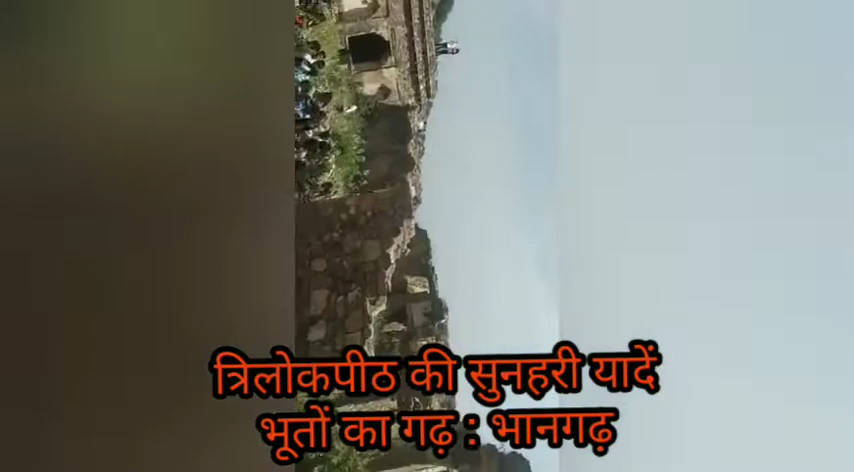 त्रिलोकपीठ की सुनहरी यादें
भूतों का गढ़ : भानगढ़